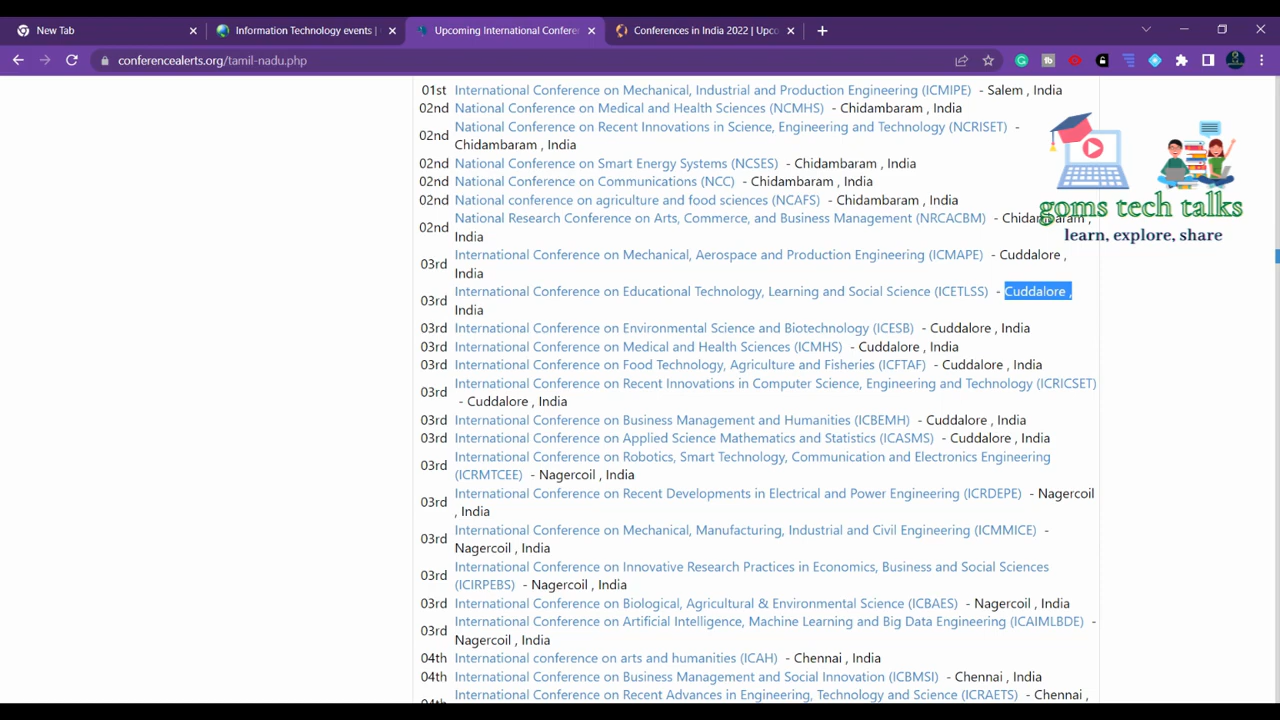 New Tab
Information Technology events |
Upcoming International Confere
Conferences in India 2022 | Upco
conferencealerts.org/tamil-nadu.php
01st International Conference on Mechanical, Industrial and Production Engineering (ICMIPE) - Salem , India
02nd National Conference on Medical and Health Sciences (NCMHS) - Chidambaram , India
02nd National Conference on Recent Innovations in Science, Engineering and Technology (NCRISET) -
Chidambaram , India
02nd National Conference on Smart Energy Systems (NCSES) - Chidambaram , India
02nd National Conference on Communications (NCC) - Chidambaram , India
02nd National conference on agriculture and food sciences (NCAFS) - Chidambaram , India
02nd National Research Conference on Arts, Commerce, and Business Management (NRCACBM) - Chidambaram ,
India
03rd International Conference on Mechanical, Aerospace and Production Engineering (ICMAPE) - Cuddalore ,
India
03rd International Conference on Educational Technology, Learning and Social Science (ICETLSS) - Cuddalore ,
India
03rd International Conference on Environmental Science and Biotechnology (ICESB) - Cuddalore , India
03rd International Conference on Medical and Health Sciences (ICMHS) - Cuddalore , India
03rd International Conference on Food Technology, Agriculture and Fisheries (ICFTAF) - Cuddalore , India
03rd International Conference on Recent Innovations in Computer Science, Engineering and Technology (ICRICSET)
- Cuddalore , India
03rd International Conference on Business Management and Humanities (ICBEMH) - Cuddalore , India
03rd International Conference on Applied Science Mathematics and Statistics (ICASMS) - Cuddalore , India
03rd International Conference on Robotics, Smart Technology, Communication and Electronics Engineering
(ICRMTCEE) - Nagercoil , India
03rd International Conference on Recent Developments in Electrical and Power Engineering (ICRDEPE) - Nagercoil
, India
03rd International Conference on Mechanical, Manufacturing, Industrial and Civil Engineering (ICMMICE) -
Nagercoil , India
03rd International Conference on Innovative Research Practices in Economics, Business and Social Sciences
(ICIRPEBS) - Nagercoil , India
03rd International Conference on Biological, Agricultural & Environmental Science (ICBAES) - Nagercoil , India
03rd International Conference on Artificial Intelligence, Machine Learning and Big Data Engineering (ICAIMLBDE) -
Nagercoil , India
04th International conference on arts and humanities (ICAH) - Chennai , India
04th International Conference on Business Management and Social Innovation (ICBMSI) - Chennai , India
04th International Conference on Recent Advances in Engineering, Technology and Science (ICRAETS) - Chennai ,
goms tech talks
learn, explore, share